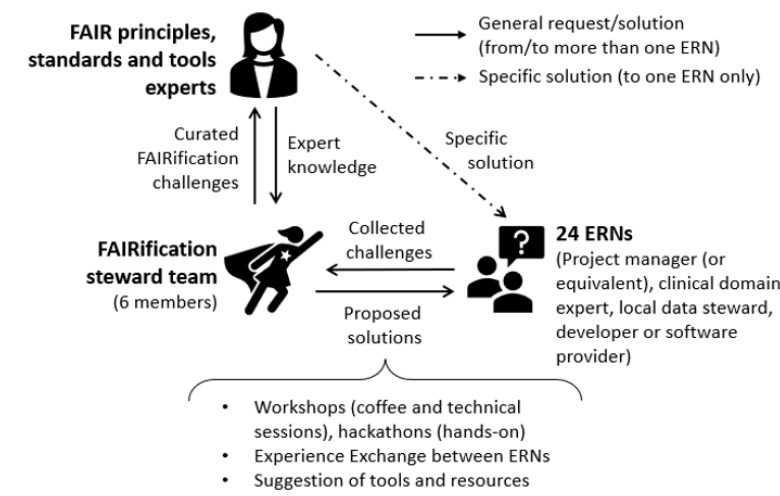 FAIR principles,
standards and tools
experts
General request/solution
(from/to more than one ERN)
Specific solution (to one ERN only)
Curated
FAIRification
challenges
Expert
knowledge
Specific
solution
FAIRification
steward team
(6 members)
Collected
challenges
Proposed
solutions
?
24 ERNs
(Project manager (or
equivalent), clinical domain
expert, local data steward,
developer or software
provider)
• Workshops (coffee and technical
sessions), hackathons (hands-on)
• Experience Exchange between ERNs
• Suggestion of tools and resources